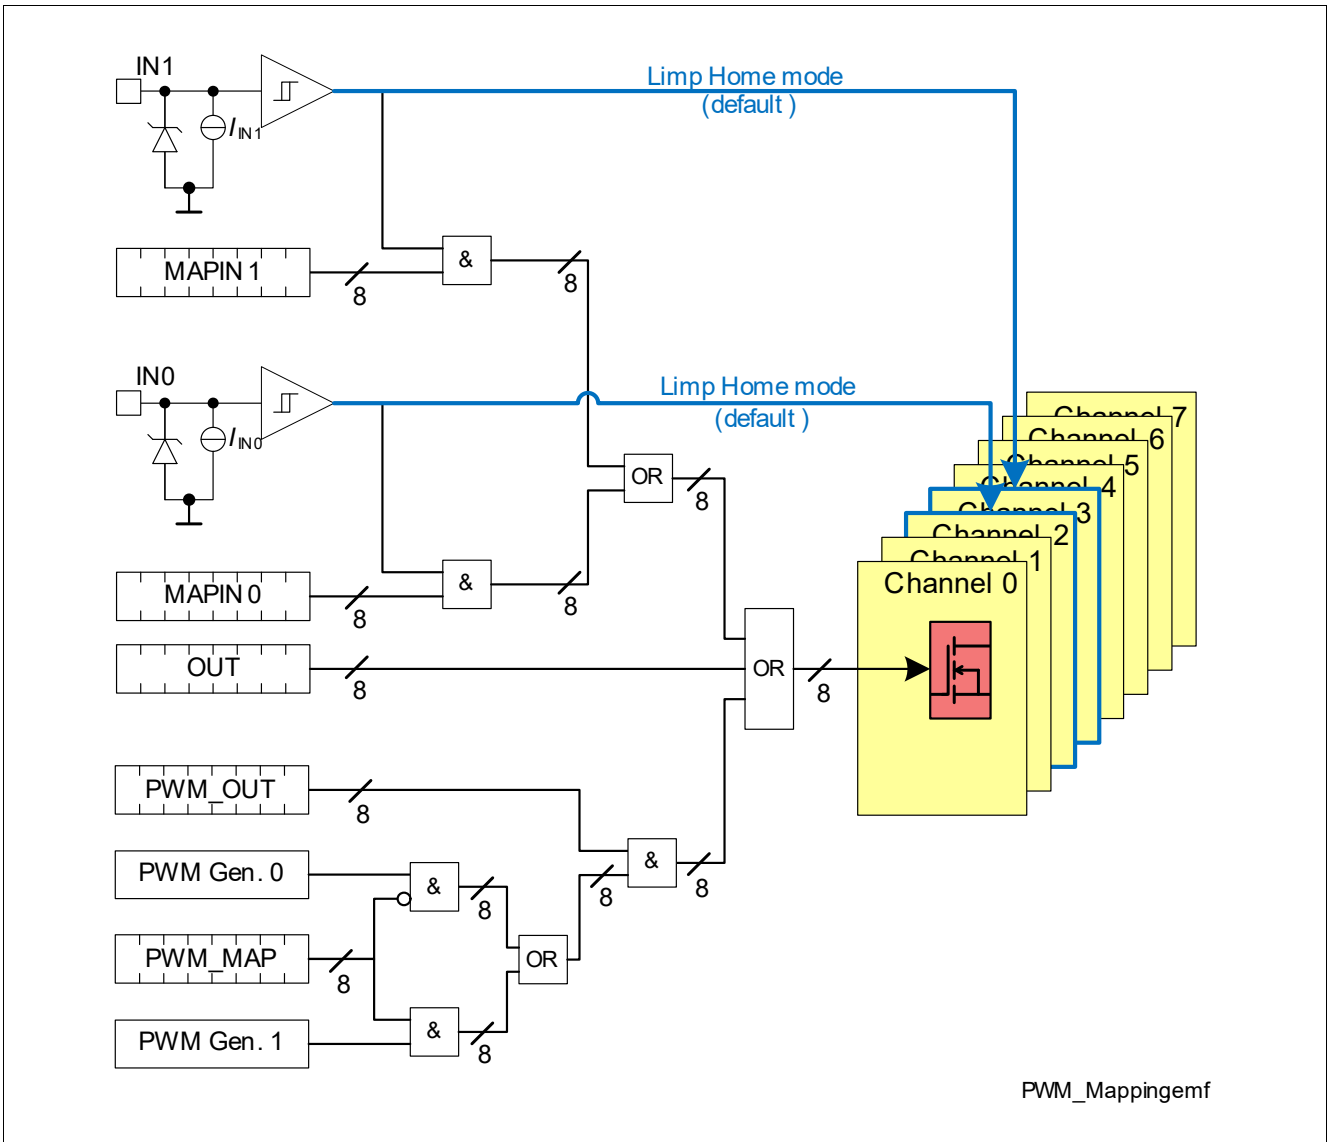 IN1
Limp Home mode
(default )
I IN1
&
MAPIN 1
8
8
IN0
Limp Home mode
(default )
I IN0
Channel 7
Channel 6
Channel 5
Channel 4
Channel 3
Channel 2
Channel 1
Channel 0
OR
8
&
MAPIN 0
8
8
OUT
8
OR
8
PWM_OUT
8
&
8
8
PWM Gen. 0
&
8
PWM_MAP
8
OR
PWM Gen. 1
&
8
PWM_Mappingemf